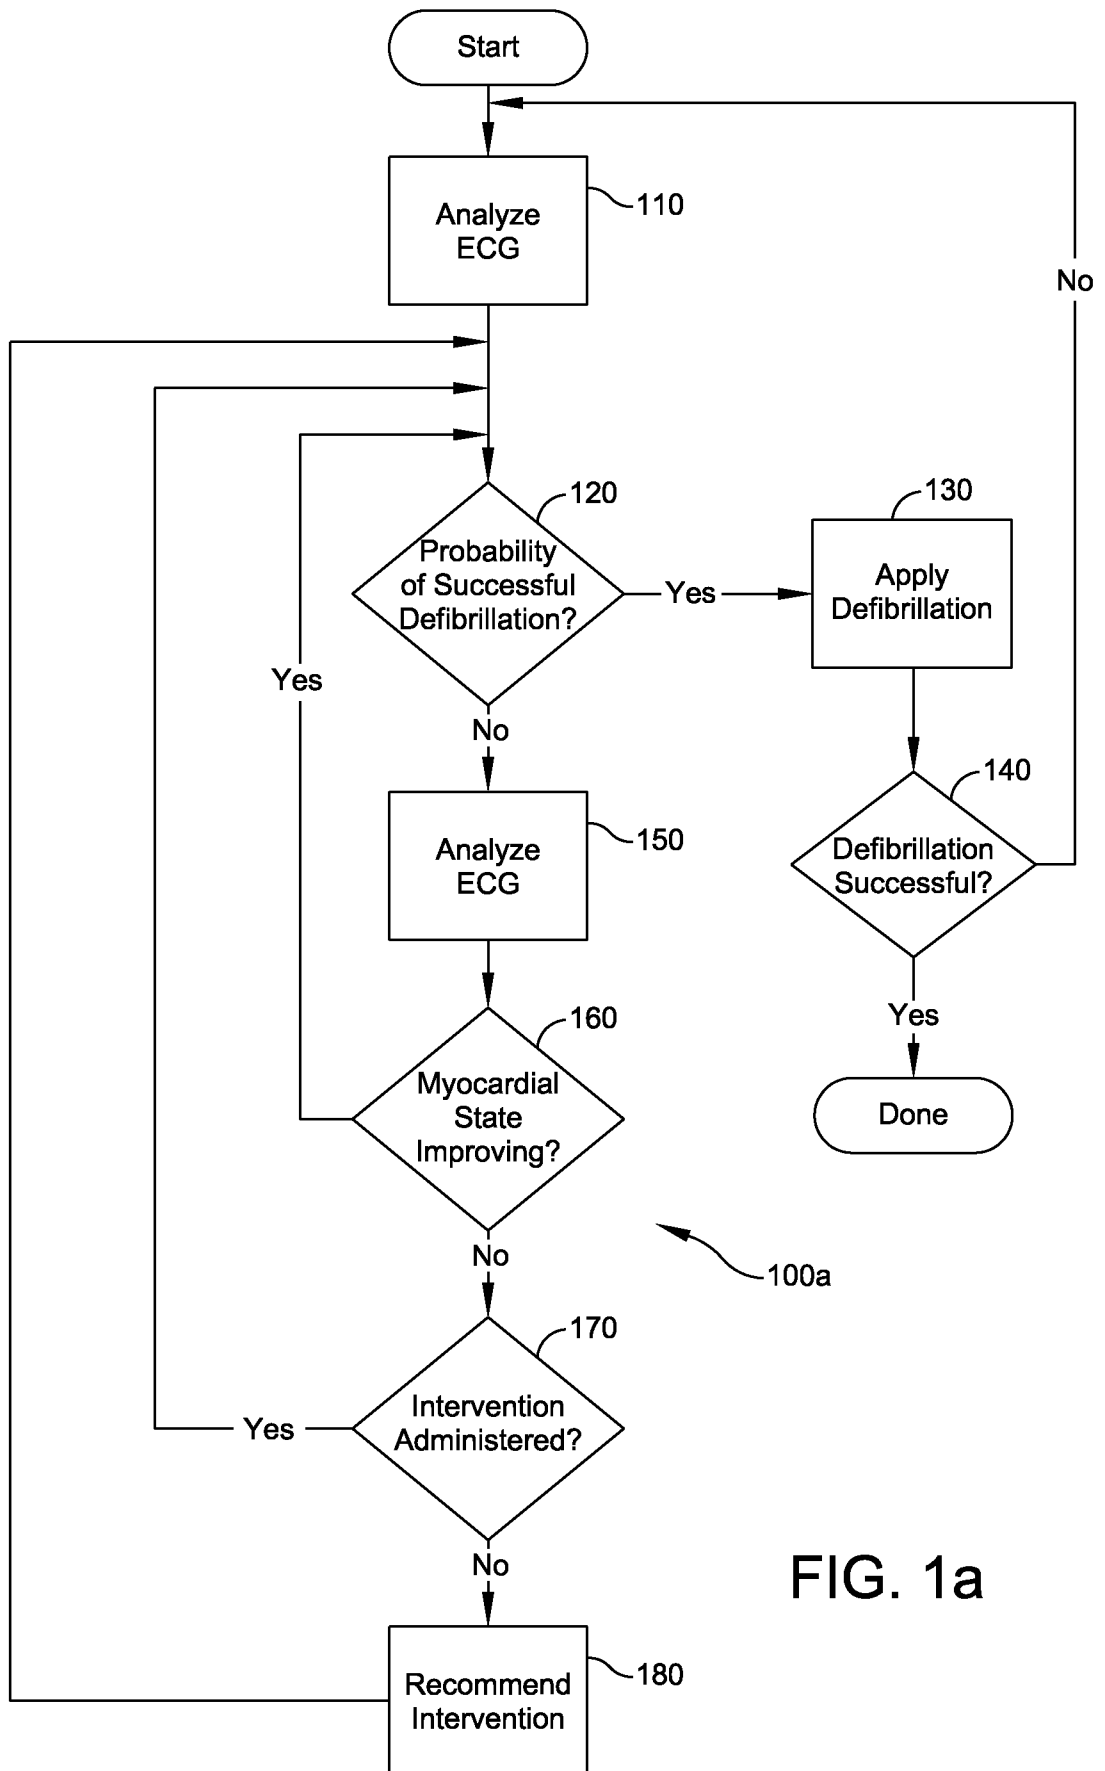 Start
Analyze
ECG
110
No
120
Probability
of Successful
Defibrillation?
Yes
130
Apply
Defibrillation
Yes
No
140
Defibrillation
Successful?
150
Analyze
ECG
Yes
160
Myocardial
State
Improving?
Done
No
100a
170
Intervention
Administered?
Yes
No
FIG. 1a
180
Recommend
Intervention